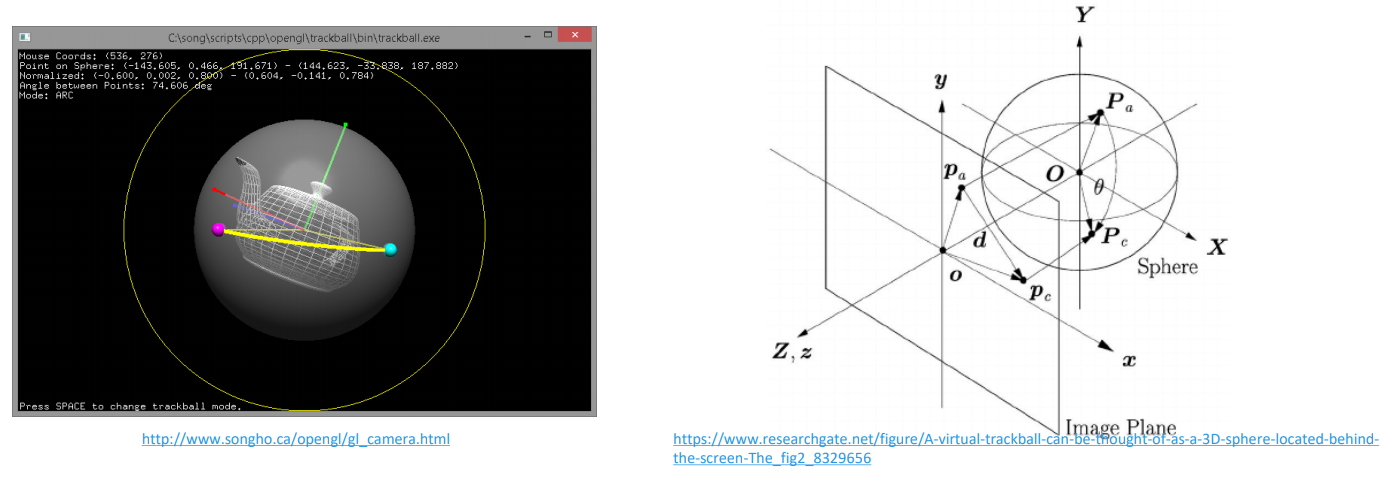 C:\song\scripts\cpp\opengl\trackball\bin\trackball.exe
Mouse Coords: (536, 276)
Point on Sphere: (-143.605, 0.466, 191.671) - (144.623, -33.838, 187.882)
Normalized: (-0.600, 0.002, 0.800) - (0.604, -0.141, 0.784)
Angle between Points: 74.606 deg
Mode: ARC
Press SPACE to change trackball mode.
http://www.songho.ca/opengl/gl_camera.html
Y
y
P_a
p_a
O
θ
d
P_c
X
Sphere
o
p_c
Z, z
x
Image Plane
https://www.researchgate.net/figure/A-virtual-trackball-can-be-thought-of-as-a-3D-sphere-located-behind-
the-screen-The_fig2_8329656